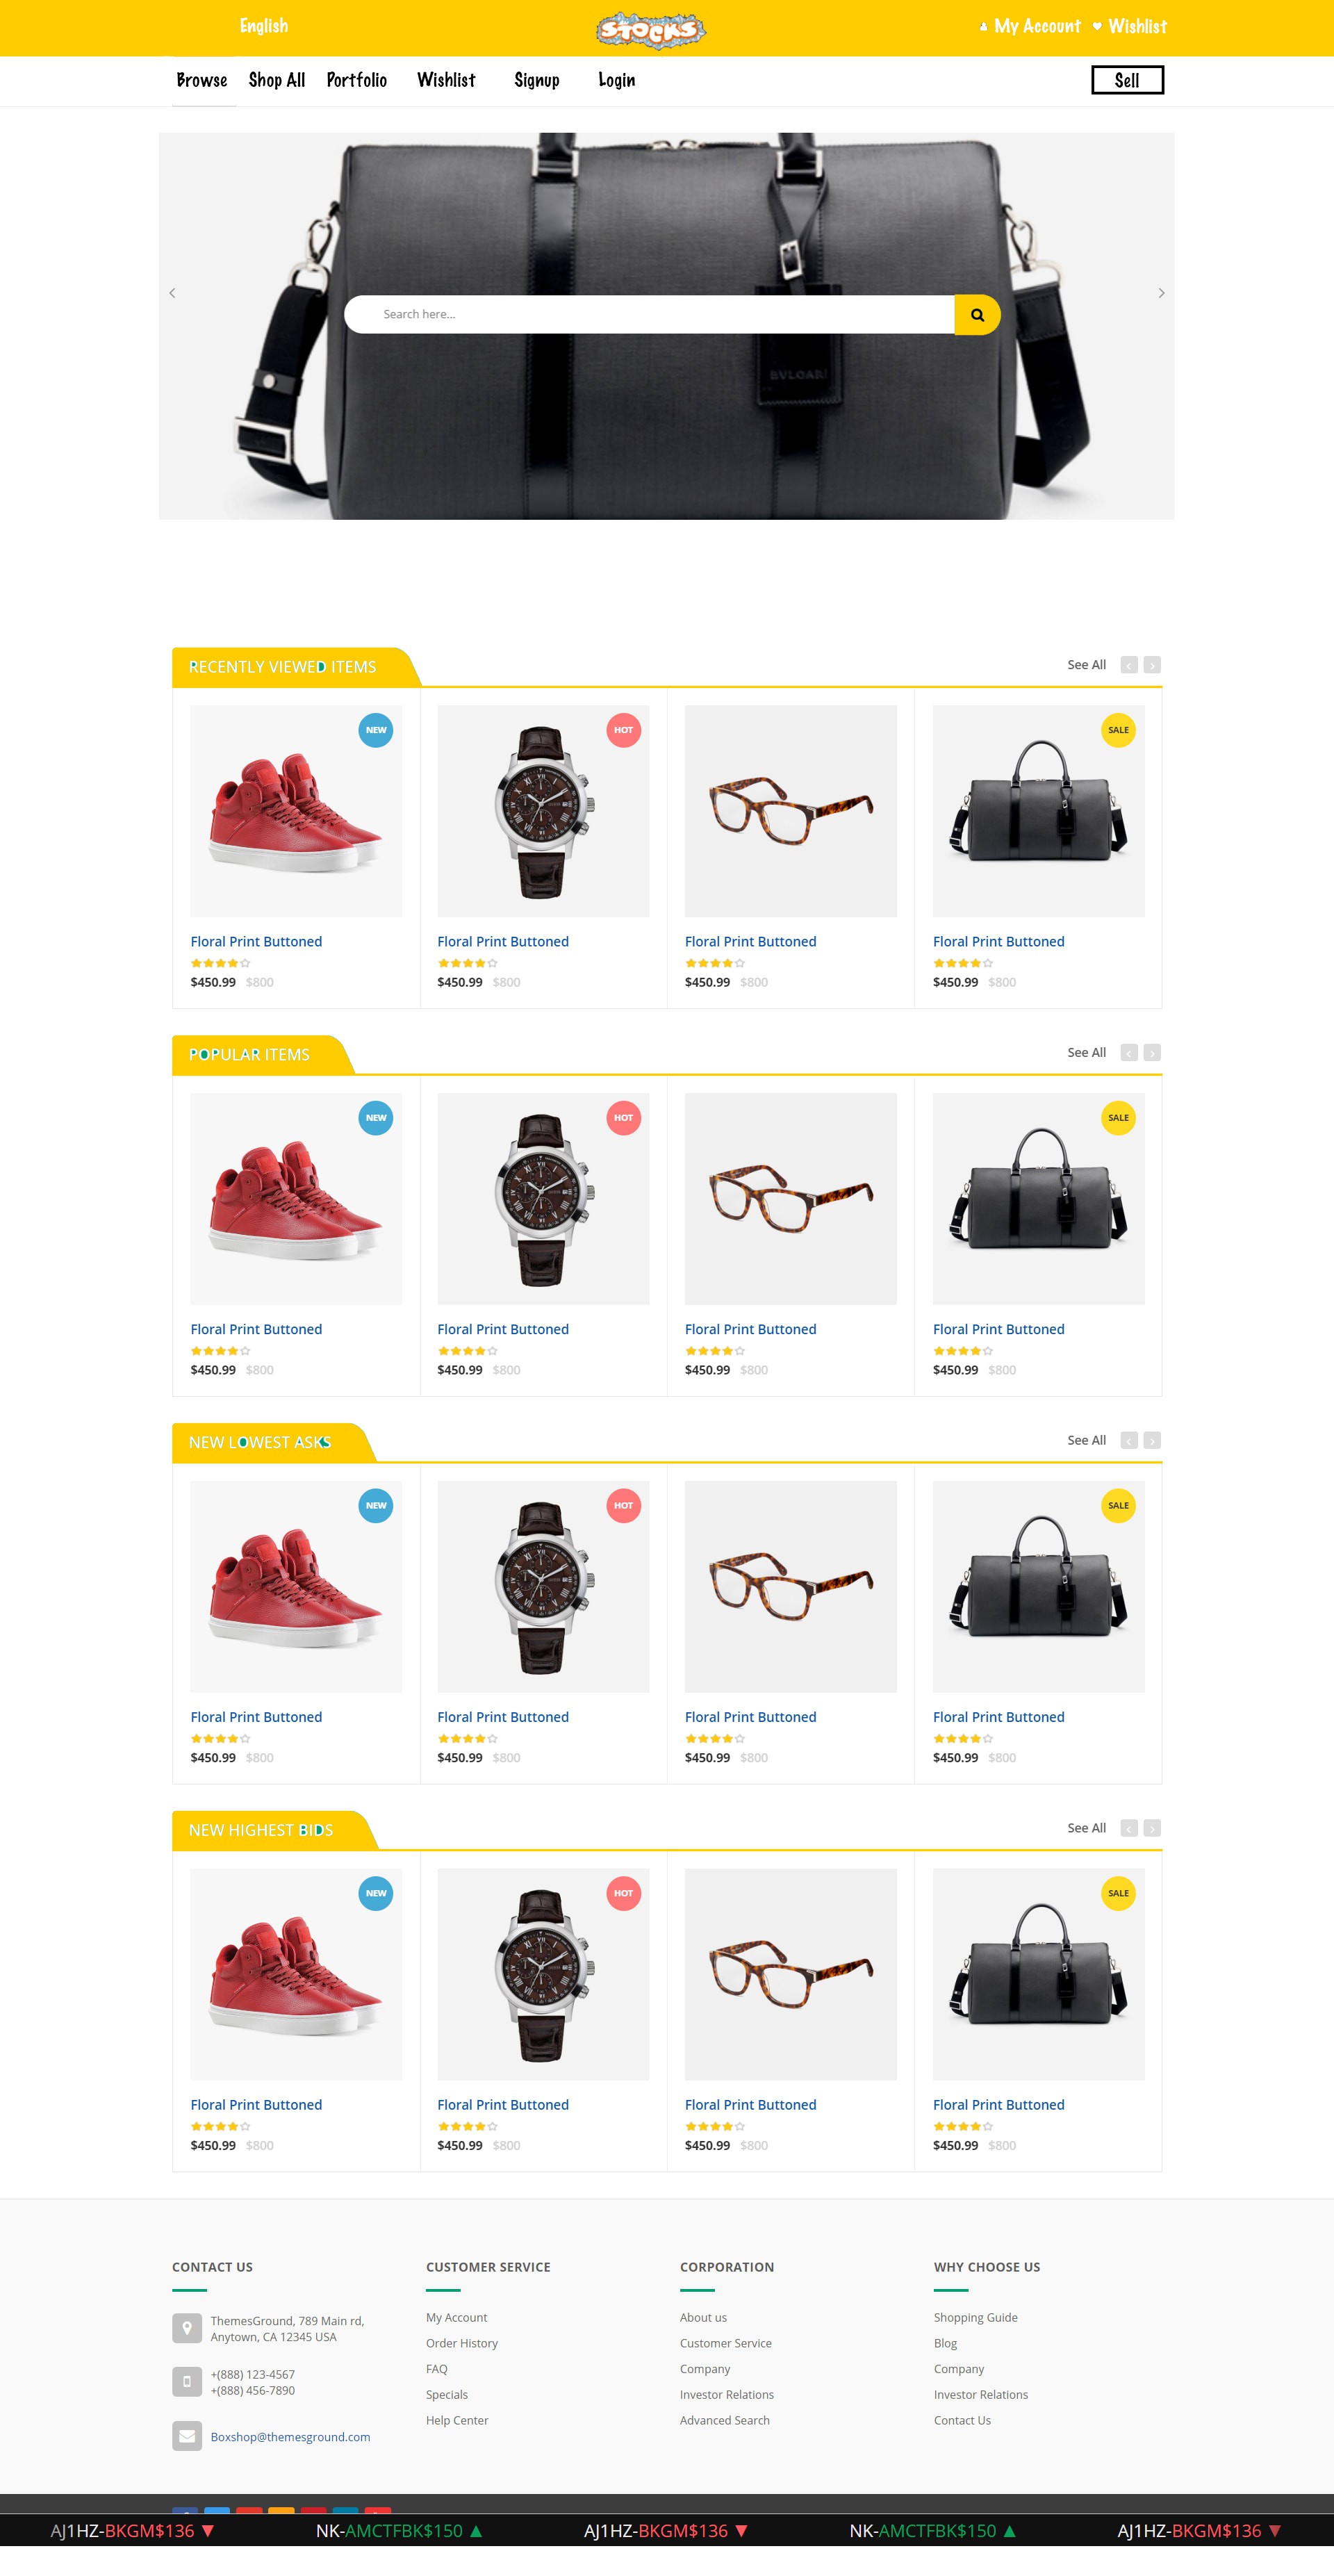 English
STOCKS
My Account
Wishlist
Browse
Shop All
Portfolio
Wishlist
Signup
Login
Sell
BVLGARI
Search here...
RECENTLY VIEWED ITEMS
See All
NEW
HOT
SALE
Floral Print Buttoned
Floral Print Buttoned
Floral Print Buttoned
Floral Print Buttoned
$450.99 $800
$450.99 $800
$450.99 $800
$450.99 $800
POPULAR ITEMS
See All
NEW
HOT
SALE
Floral Print Buttoned
Floral Print Buttoned
Floral Print Buttoned
Floral Print Buttoned
$450.99 $800
$450.99 $800
$450.99 $800
$450.99 $800
NEW LOWEST ASKS
See All
NEW
HOT
SALE
Floral Print Buttoned
Floral Print Buttoned
Floral Print Buttoned
Floral Print Buttoned
$450.99 $800
$450.99 $800
$450.99 $800
$450.99 $800
NEW HIGHEST BIDS
See All
NEW
HOT
SALE
Floral Print Buttoned
Floral Print Buttoned
Floral Print Buttoned
Floral Print Buttoned
$450.99 $800
$450.99 $800
$450.99 $800
$450.99 $800
CONTACT US
ThemesGround, 789 Main rd,
Anytown, CA 12345 USA
+(888) 123-4567
+(888) 456-7890
Boxshop@themesground.com
CUSTOMER SERVICE
My Account
Order History
FAQ
Specials
Help Center
CORPORATION
About us
Customer Service
Company
Investor Relations
Advanced Search
WHY CHOOSE US
Shopping Guide
Blog
Company
Investor Relations
Contact Us
AJ1HZ-BKGM$136 ▼
NK-AMCTFBK$150 ▲
AJ1HZ-BKGM$136 ▼
NK-AMCTFBK$150 ▲
AJ1HZ-BKGM$136 ▼